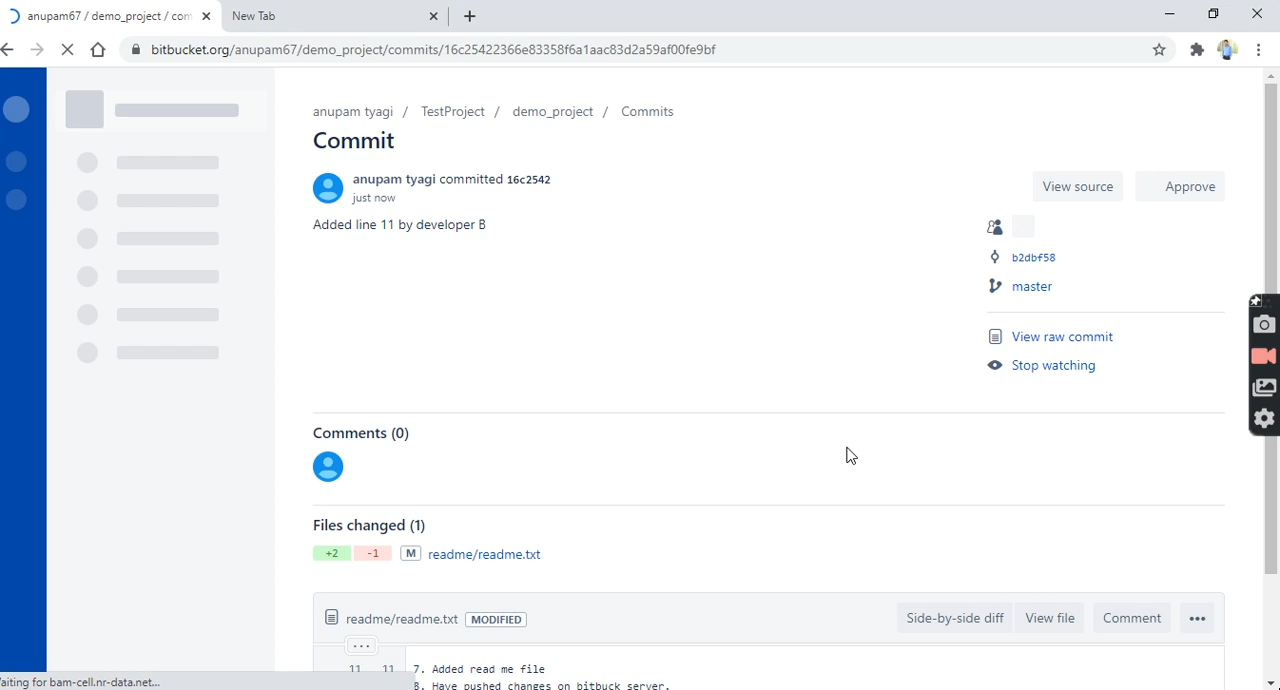 anupam67 / demo_project / com
New Tab
bitbucket.org/anupam67/demo_project/commits/16c25422366e83358f6a1aac83d2a59af00fe9bf
anupam tyagi / TestProject / demo_project / Commits
Commit
anupam tyagi committed 16c2542
just now
View source
Approve
Added line 11 by developer B
b2dbf58
master
View raw commit
Stop watching
Comments (0)
Files changed (1)
+2 -1 M readme/readme.txt
readme/readme.txt MODIFIED
Side-by-side diff View file Comment •••
...
11 11 7. Added read me file
8. Have pushed changes on bitbuck server.
aiting for bam-cell.nr-data.net...